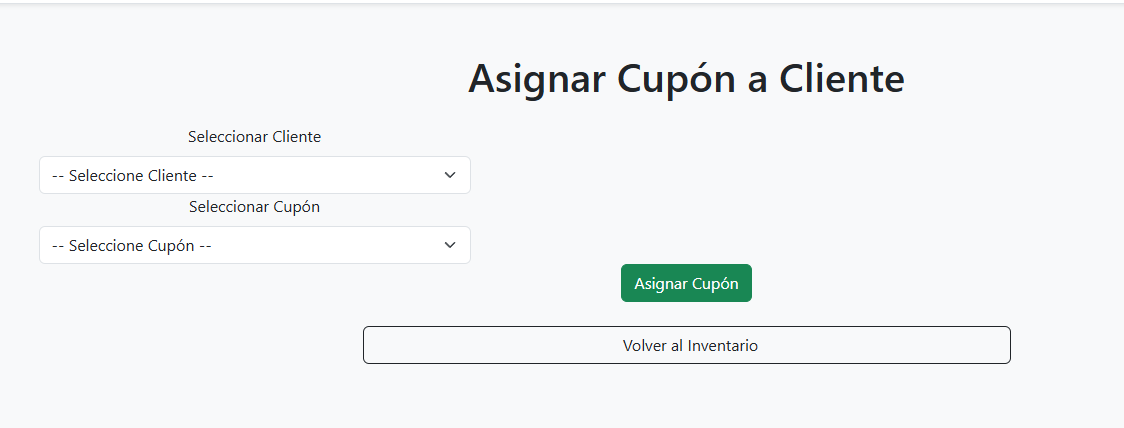 Asignar Cupón a Cliente
Seleccionar Cliente
-- Seleccione Cliente --
Seleccionar Cupón
-- Seleccione Cupón --
Asignar Cupón
Volver al Inventario